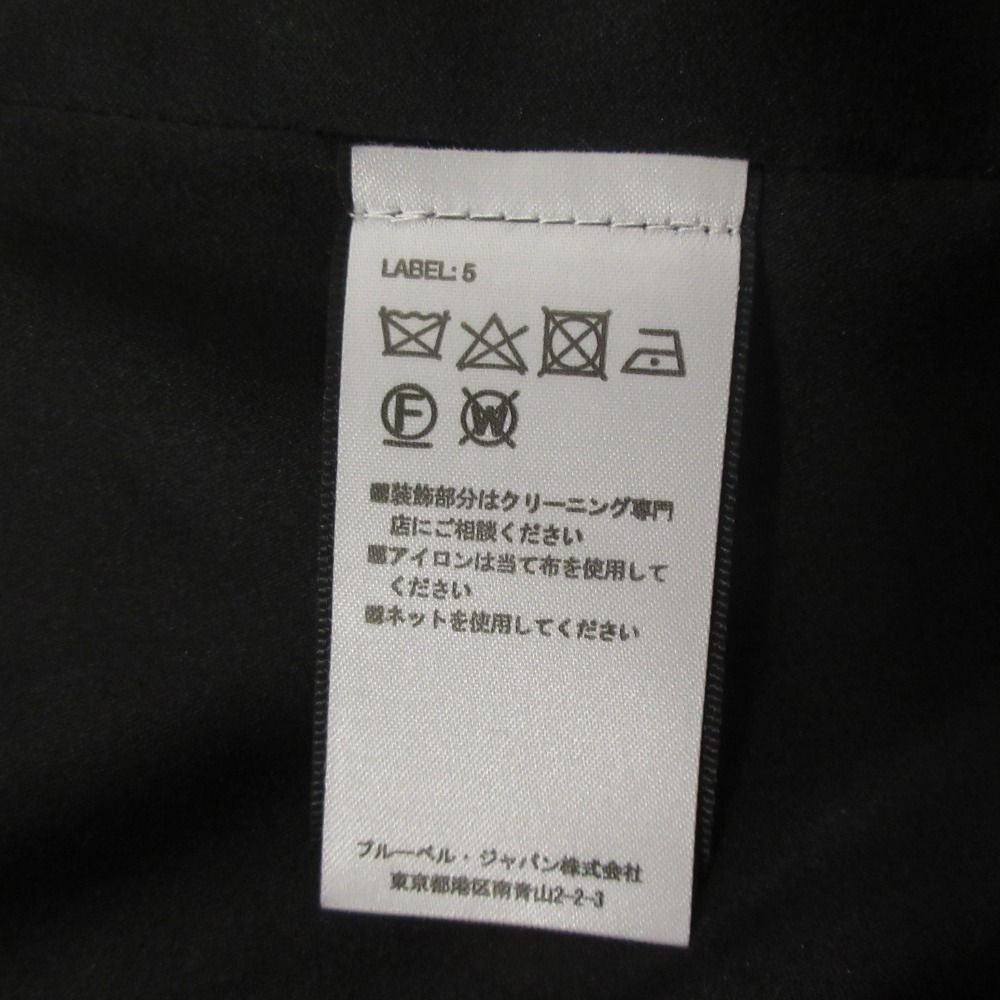 LABEL: 5
F W
■装飾部分はクリーニング専門
店にご相談ください
■アイロンは当て布を使用して
ください
■ネットを使用してください
ブルーベル・ジャパン株式会社
東京都港区南青山2-2-3